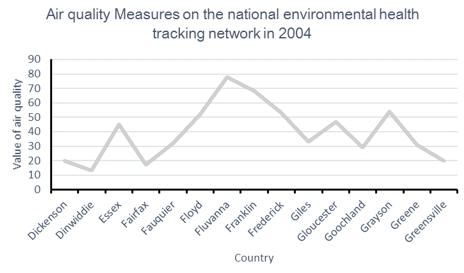 Air quality Measures on the national environmental health
tracking network in 2004
Value of air quality
90
80
70
60
50
40
30
20
10
0
Dickenson
Dinwiddie
Essex
Fairfax
Fauquier
Floyd
Fluvanna
Franklin
Frederick
Giles
Gloucester
Goochland
Grayson
Greene
Greensville
Country